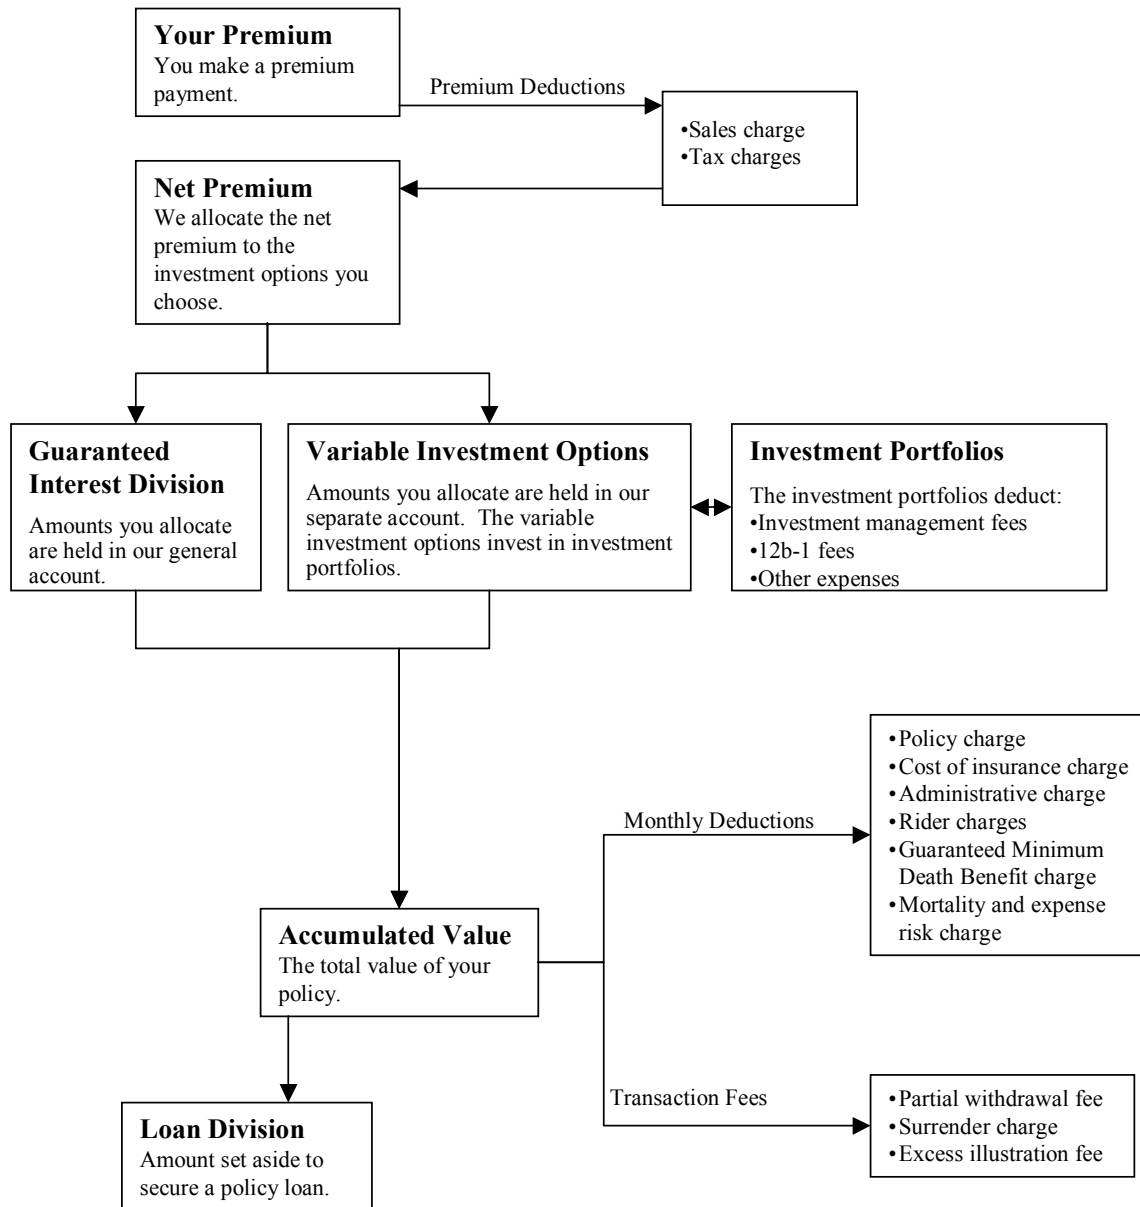 Your Premium
You make a premium
payment.
Premium Deductions
•Sales charge
•Tax charges
Net Premium
We allocate the net
premium to the
investment options you
choose.
Guaranteed
Interest Division
Amounts you allocate
are held in our general
account.
Variable Investment Options
Amounts you allocate are held in our
separate account.  The variable
investment options invest in investment
portfolios.
Investment Portfolios
The investment portfolios deduct:
•Investment management fees
•12b-1 fees
•Other expenses
Monthly Deductions
•Policy charge
•Cost of insurance charge
•Administrative charge
•Rider charges
•Guaranteed Minimum
Death Benefit charge
•Mortality and expense
risk charge
Accumulated Value
The total value of your
policy.
Transaction Fees
•Partial withdrawal fee
•Surrender charge
•Excess illustration fee
Loan Division
Amount set aside to
secure a policy loan.